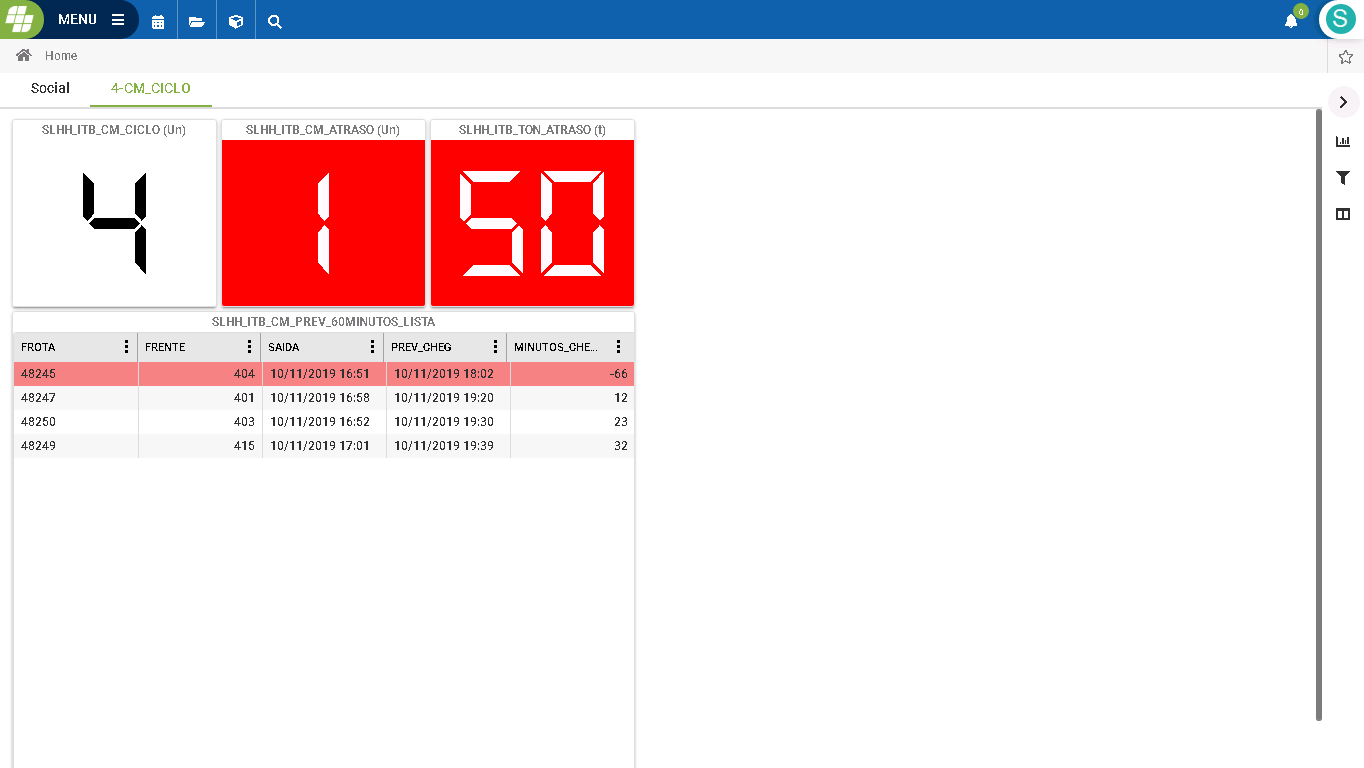 MENU
0
S
Home
Social 4-CM_CICLO
SLHH_ITB_CM_CICLO (Un) SLHH_ITB_CM_ATRASO (Un) SLHH_ITB_TON_ATRASO (t)
4 1 50
SLHH_ITB_CM_PREV_60MINUTOS_LISTA
FROTA FRENTE SAIDA PREV_CHEG MINUTOS_CHE...
48245 404 10/11/2019 16:51 10/11/2019 18:02 -66
48247 401 10/11/2019 16:58 10/11/2019 19:20 12
48250 403 10/11/2019 16:52 10/11/2019 19:30 23
48249 415 10/11/2019 17:01 10/11/2019 19:39 32